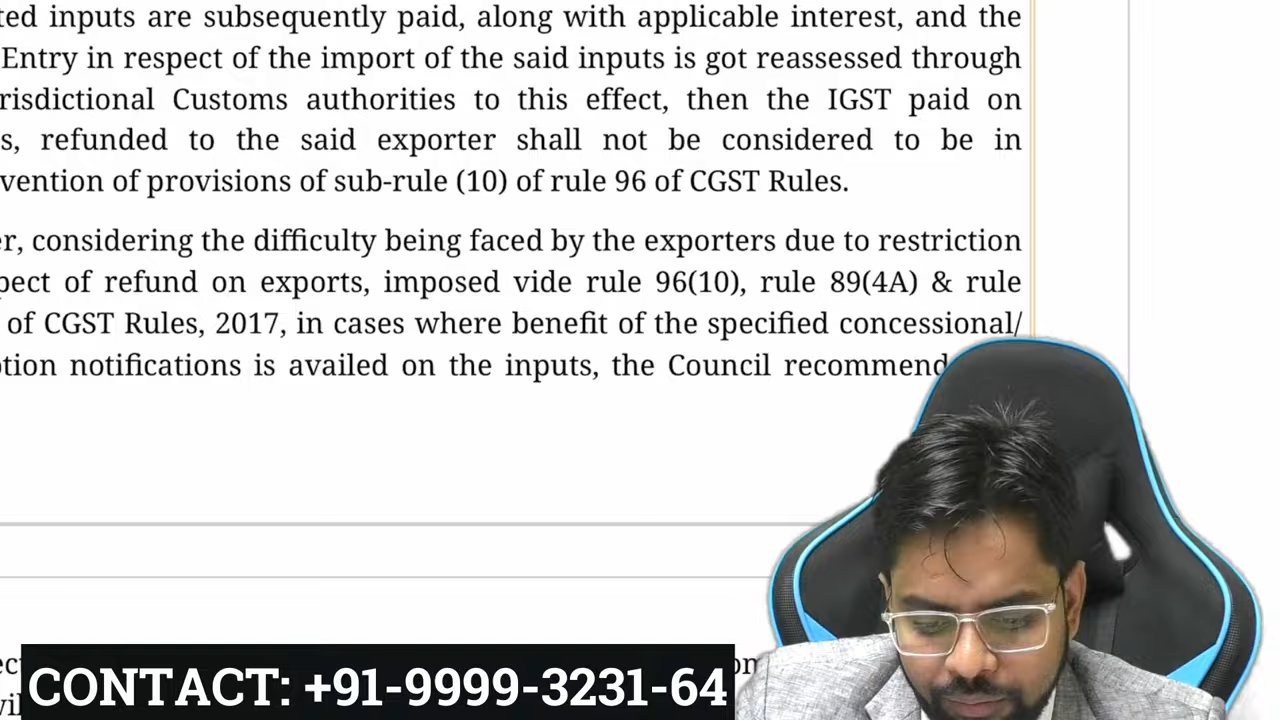 ted inputs are subsequently paid, along with applicable interest, and the
Entry in respect of the import of the said inputs is got reassessed through
risdictional Customs authorities to this effect, then the IGST paid on
s, refunded to the said exporter shall not be considered to be in
vention of provisions of sub-rule (10) of rule 96 of CGST Rules.
er, considering the difficulty being faced by the exporters due to restriction
pect of refund on exports, imposed vide rule 96(10), rule 89(4A) & rule
of CGST Rules, 2017, in cases where benefit of the specified concessional/
tion notifications is availed on the inputs, the Council recommend
CONTACT: +91-9999-3231-64